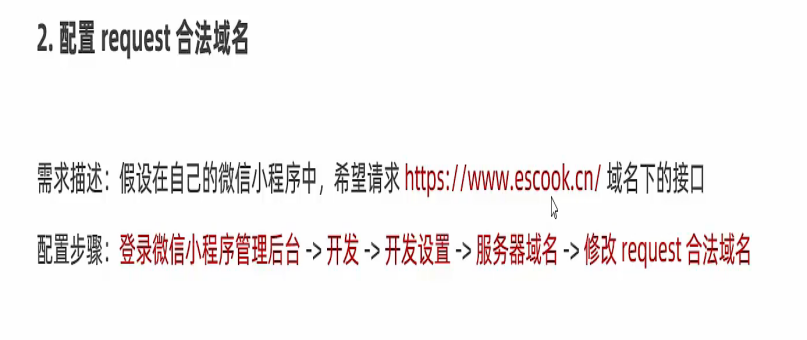 2. 配置 request 合法域名
需求描述：假设在自己的微信小程序中，希望请求 https://www.escook.cn/ 域名下的接口
配置步骤：登录微信小程序管理后台 -> 开发 -> 开发设置 -> 服务器域名 -> 修改 request 合法域名